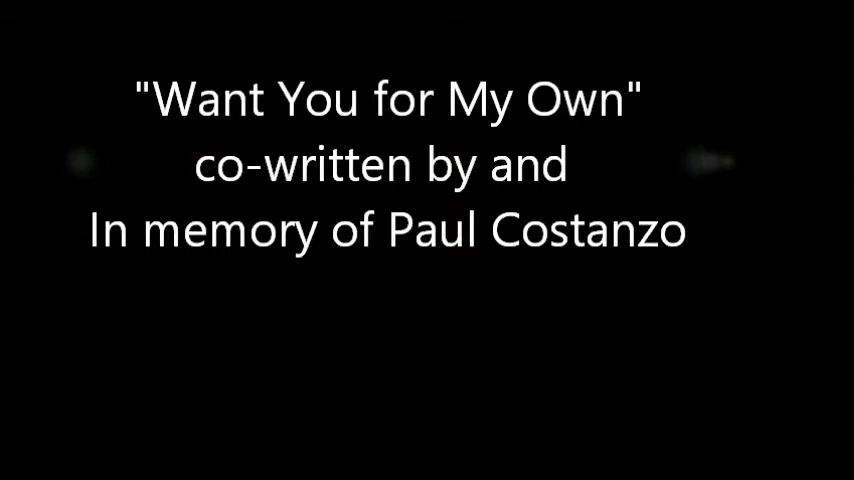 "Want You for My Own"
co-written by and
In memory of Paul Costanzo